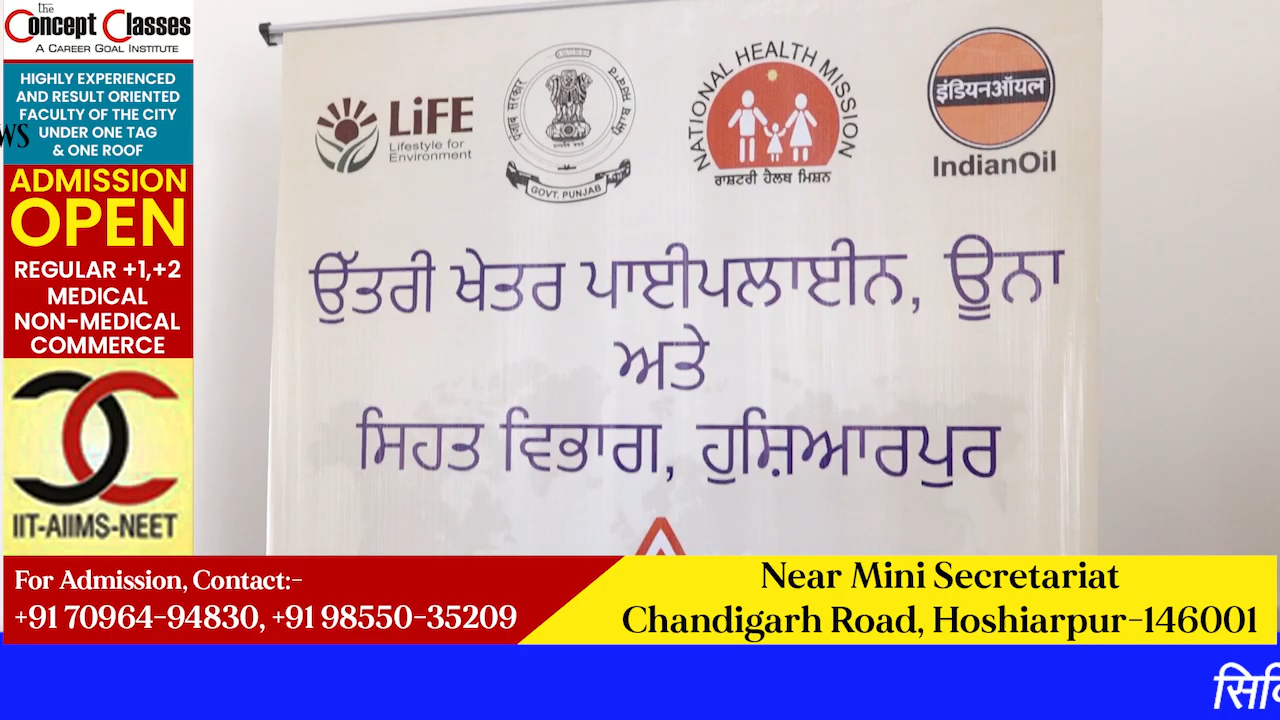 the
Concept Classes
A CAREER GOAL INSTITUTE
HIGHLY EXPERIENCED
AND RESULT ORIENTED
FACULTY OF THE CITY
UNDER ONE TAG
& ONE ROOF
ADMISSION
OPEN
REGULAR +1,+2
MEDICAL
NON-MEDICAL
COMMERCE
IIT-AIIMS-NEET
LiFE
Lifestyle for
Environment
ਪੰਜਾਬ ਸਰਕਾਰ
GOVT. PUNJAB
NATIONAL HEALTH MISSION
ਰਾਸ਼ਟਰੀ ਹੈਲਥ ਮਿਸ਼ਨ
इंडियनऑयल
IndianOil
ਉੱਤਰੀ ਖੇਤਰ ਪਾਈਪਲਾਈਨ, ਊਨਾ
ਅਤੇ
ਸਿਹਤ ਵਿਭਾਗ, ਹੁਸ਼ਿਆਰਪੁਰ
For Admission, Contact:-
+91 70964-94830, +91 98550-35209
Near Mini Secretariat
Chandigarh Road, Hoshiarpur-146001